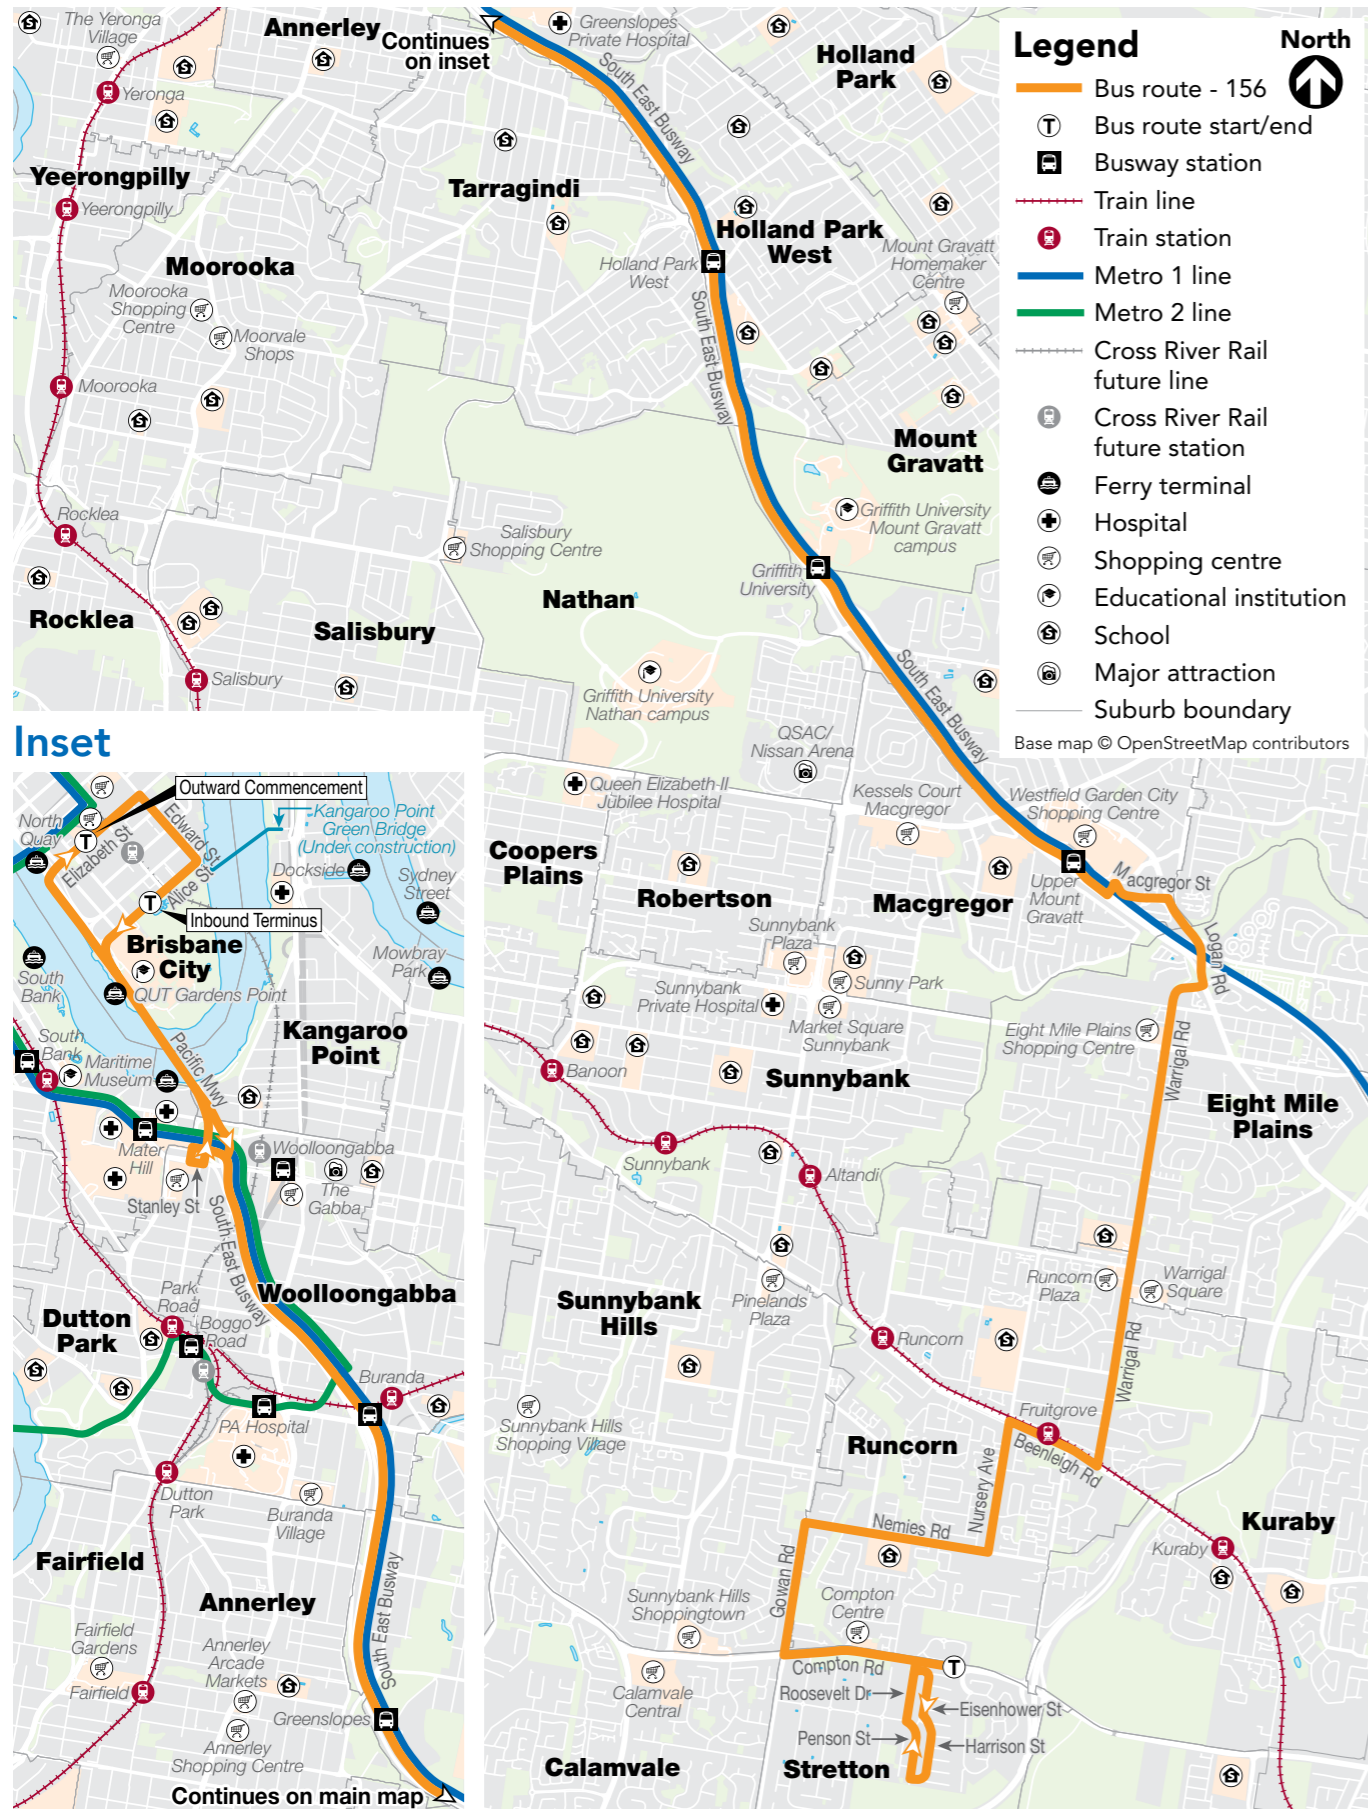 The Yeronga
Village
Annerley
Continues
on inset
Greenslopes
Private Hospital
Holland
Park
Yeronga
South East Busway
Yeerongpilly
Yeerongpilly
Tarragindi
Holland Park
West
Holland Park
West
Mount Gravatt
Homemaker
Centre
Moorooka
Moorooka
Shopping
Centre
Moorvale
Shops
Moorooka
South East Busway
Mount
Gravatt
Rocklea
Salisbury
Shopping Centre
Griffith University
Mount Gravatt
campus
Griffith
University
Rocklea
Salisbury
Nathan
Salisbury
Griffith University
Nathan campus
South East Busway
QSAC/
Nissan Arena
Queen Elizabeth II
Jubilee Hospital
Kessels Court
Macgregor
Westfield Garden City
Shopping Centre
Coopers
Plains
Robertson
Macgregor
Upper
Mount
Gravatt
Macgregor St
Logan Rd
Sunnybank
Plaza
Sunny Park
Sunnybank
Private Hospital
Market Square
Sunnybank
Eight Mile Plains
Shopping Centre
Warrigal Rd
Banoon
Sunnybank
Eight Mile
Plains
Sunnybank
Altandi
Sunnybank
Hills
Pinelands
Plaza
Runcorn
Plaza
Warrigal
Square
Runcorn
Warrigal Rd
Sunnybank Hills
Shopping Village
Runcorn
Fruitgrove
Beenleigh Rd
Nursery Ave
Nemies Rd
Kuraby
Kuraby
Gowan Rd
Sunnybank Hills
Shoppingtown
Compton
Centre
Calamvale
Central
Compton Rd
Roosevelt Dr
Eisenhower St
Penson St
Harrison St
Calamvale
Stretton
Legend
North
Bus route - 156
Bus route start/end
Busway station
Train line
Train station
Metro 1 line
Metro 2 line
Cross River Rail
future line
Cross River Rail
future station
Ferry terminal
Hospital
Shopping centre
Educational institution
School
Major attraction
Suburb boundary
Base map © OpenStreetMap contributors
Inset
Outward Commencement
North
Quay
Elizabeth St
Edward St
Kangaroo Point
Green Bridge
(Under construction)
Alice St
Dockside
Sydney
Street
Inbound Terminus
Brisbane
City
Mowbray
Park
South
Bank
QUT Gardens Point
Kangaroo
Point
South
Bank
Maritime
Museum
Pacific Mwy
Mater
Hill
Woolloongabba
Stanley St
The
Gabba
South East Busway
Park
Road
Woolloongabba
Dutton
Park
Boggo
Road
Buranda
PA Hospital
Dutton
Park
Buranda
Village
Fairfield
Annerley
South East Busway
Fairfield
Gardens
Annerley
Arcade
Markets
Fairfield
Greenslopes
Annerley
Shopping Centre
Continues on main map